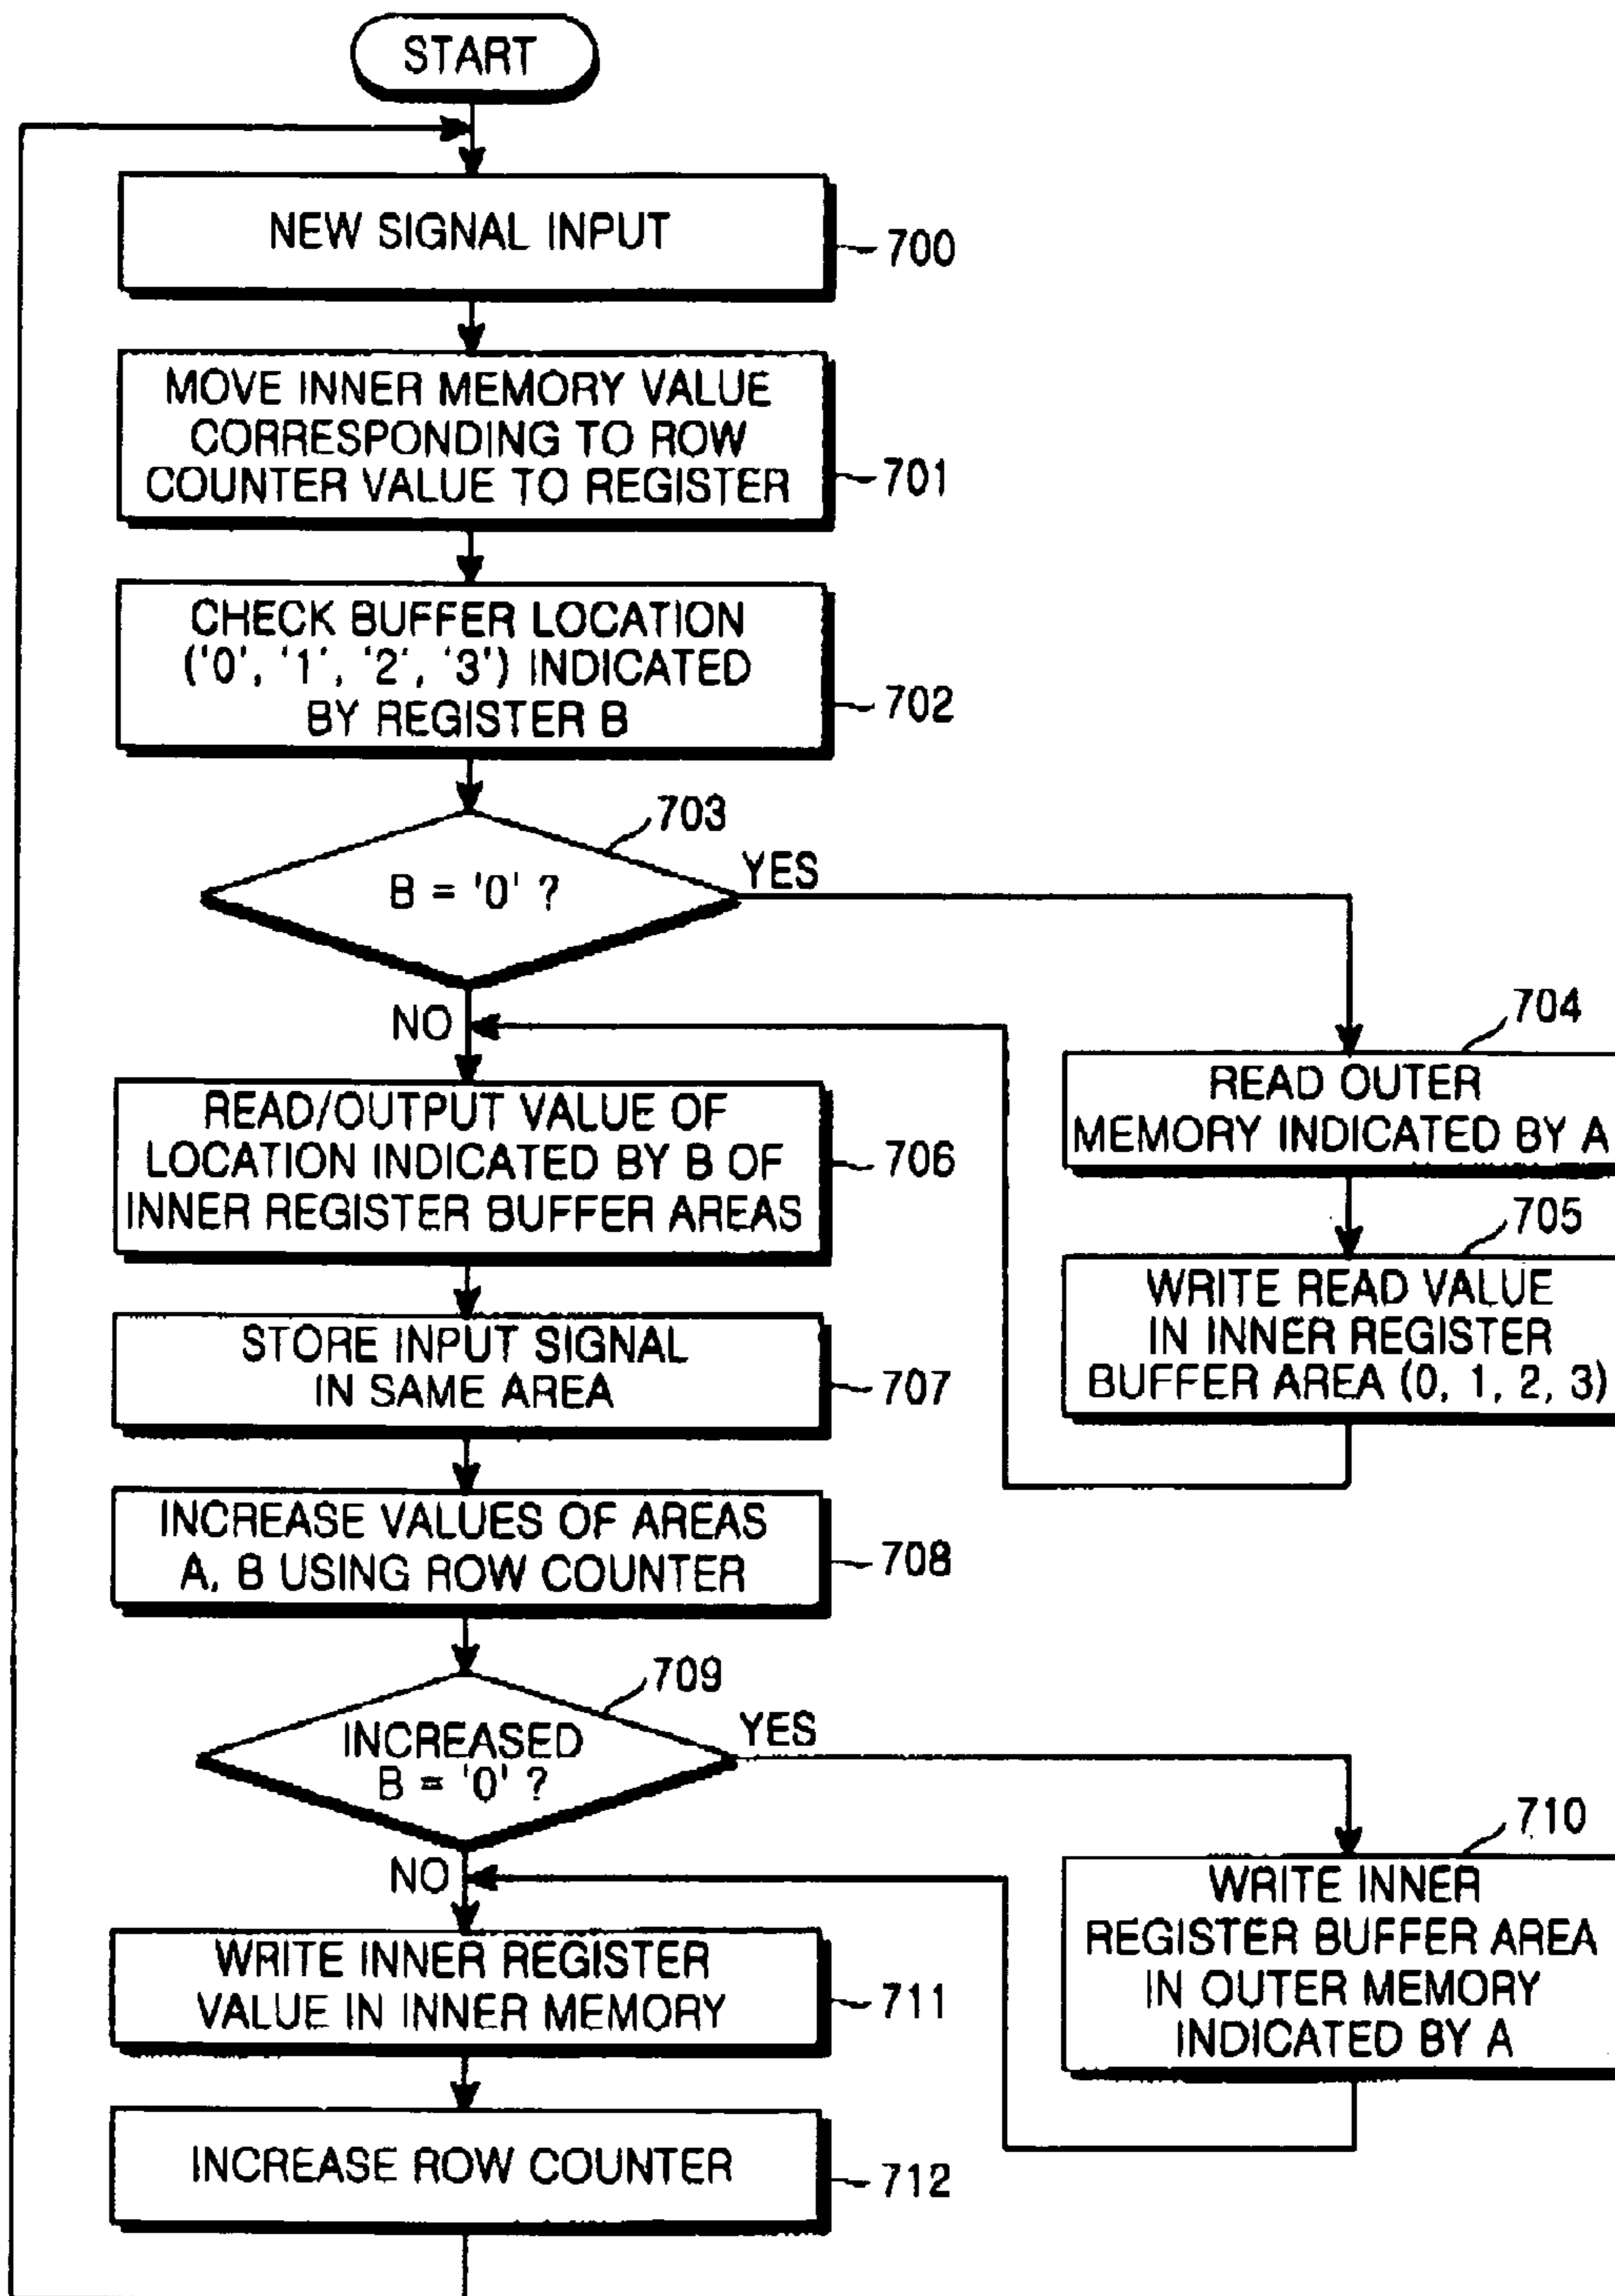 START
NEW SIGNAL INPUT
700
MOVE INNER MEMORY VALUE
CORRESPONDING TO ROW
COUNTER VALUE TO REGISTER
701
CHECK BUFFER LOCATION
('0', '1', '2', '3') INDICATED
BY REGISTER B
702
703
B = '0' ?
YES
NO
704
READ OUTER
MEMORY INDICATED BY A
705
WRITE READ VALUE
IN INNER REGISTER
BUFFER AREA (0, 1, 2, 3)
READ/OUTPUT VALUE OF
LOCATION INDICATED BY B OF
INNER REGISTER BUFFER AREAS
706
STORE INPUT SIGNAL
IN SAME AREA
707
INCREASE VALUES OF AREAS
A, B USING ROW COUNTER
708
709
INCREASED
B = '0' ?
YES
NO
710
WRITE INNER
REGISTER BUFFER AREA
IN OUTER MEMORY
INDICATED BY A
WRITE INNER REGISTER
VALUE IN INNER MEMORY
711
INCREASE ROW COUNTER
712